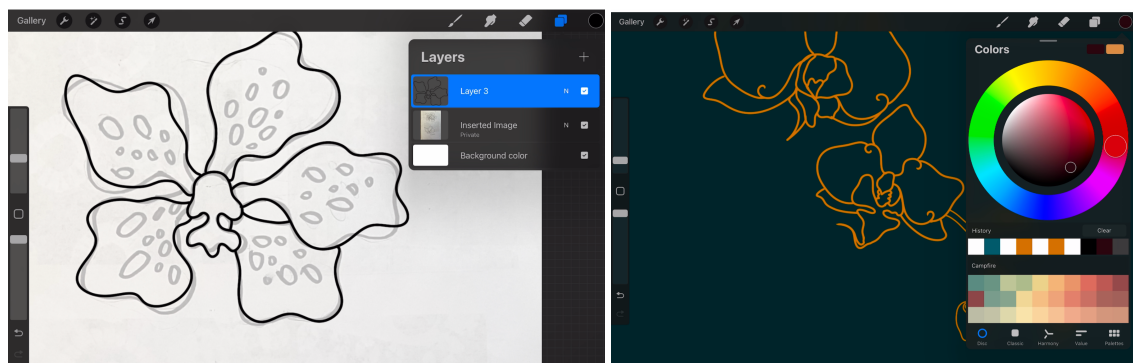 Gallery
Layers
Layer 3 N
Inserted Image N
Private
Background color
Gallery
Colors
History Clear
Campfire
Disc Classic Harmony Value Palettes